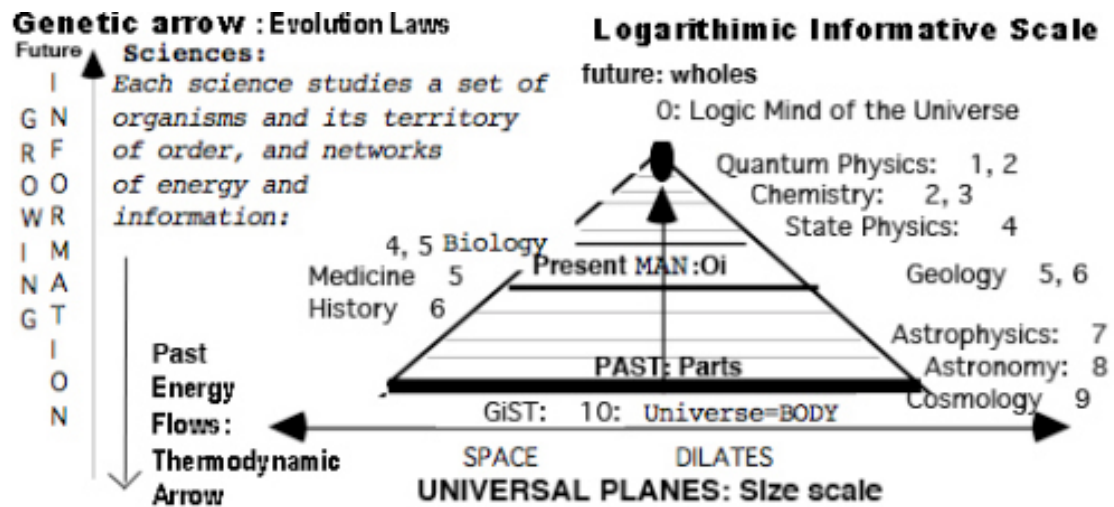 Genetic arrow : Evolution Laws
Logarithimic Informative Scale
Future
Sciences:
Each science studies a set of
organisms and its territory
of order, and networks
of energy and
information:
GROWING
INFORMATION
future: wholes
0: Logic Mind of the Universe
Quantum Physics: 1, 2
Chemistry: 2, 3
State Physics: 4
4, 5 Biology
Present MAN:Oi
Medicine 5
Geology 5, 6
History 6
Astrophysics: 7
Past
Energy
Flows:
Thermodynamic
Arrow
PAST: Parts
Astronomy: 8
Cosmology 9
GiST: 10: Universe=BODY
SPACE DILATES
UNIVERSAL PLANES: SIze scale